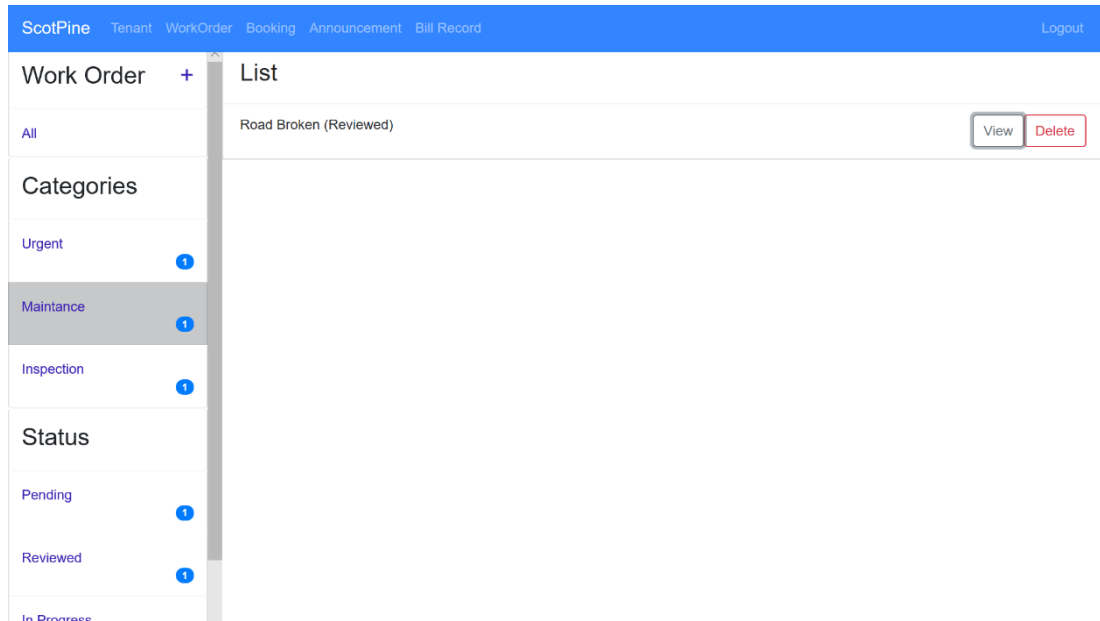 ScotPine Tenant WorkOrder Booking Announcement Bill Record Logout
Work Order +
All
Categories
Urgent
1
Maintance
1
Inspection
1
Status
Pending
1
Reviewed
1
In Progress
List
Road Broken (Reviewed) View Delete